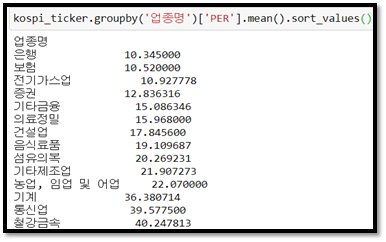 kospi_ticker.groupby('업종명')['PER'].mean().sort_values()
업종명
은행 10.345000
보험 10.520000
전기가스업 10.927778
증권 12.836316
기타금융 15.086346
의료정밀 15.968000
건설업 17.845600
음식료품 19.109687
섬유의복 20.269231
기타제조업 21.907273
농업, 임업 및 어업 22.070000
기계 36.380714
통신업 39.577500
철강금속 40.247813